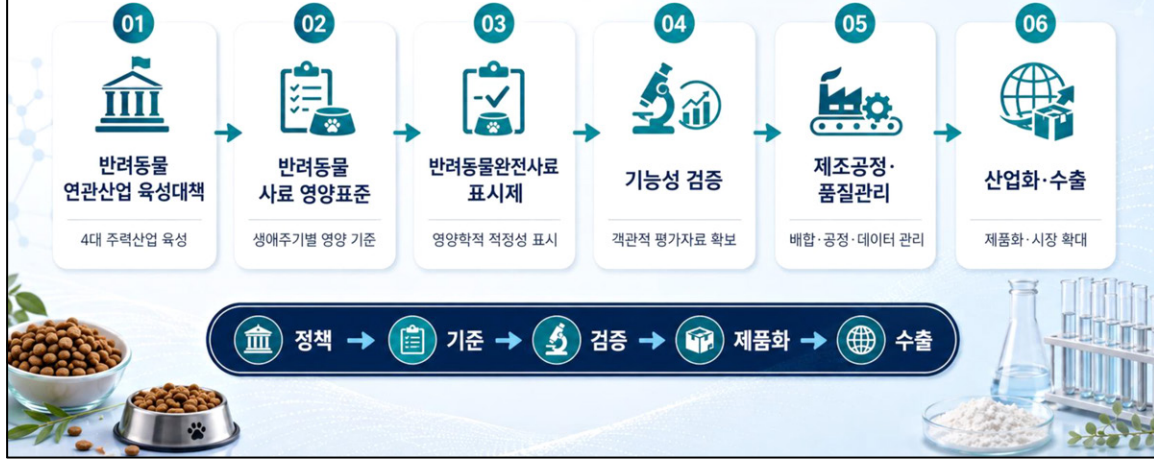 01
반려동물
연관산업 육성대책
4대 주력산업 육성
02
반려동물
사료 영양표준
생애주기별 영양 기준
03
반려동물완전사료
표시제
영양학적 적정성 표시
04
기능성 검증
객관적 평가자료 확보
05
제조공정·
품질관리
배합·공정·데이터 관리
06
산업화·수출
제품화·시장 확대
정책 → 기준 → 검증 → 제품화 → 수출